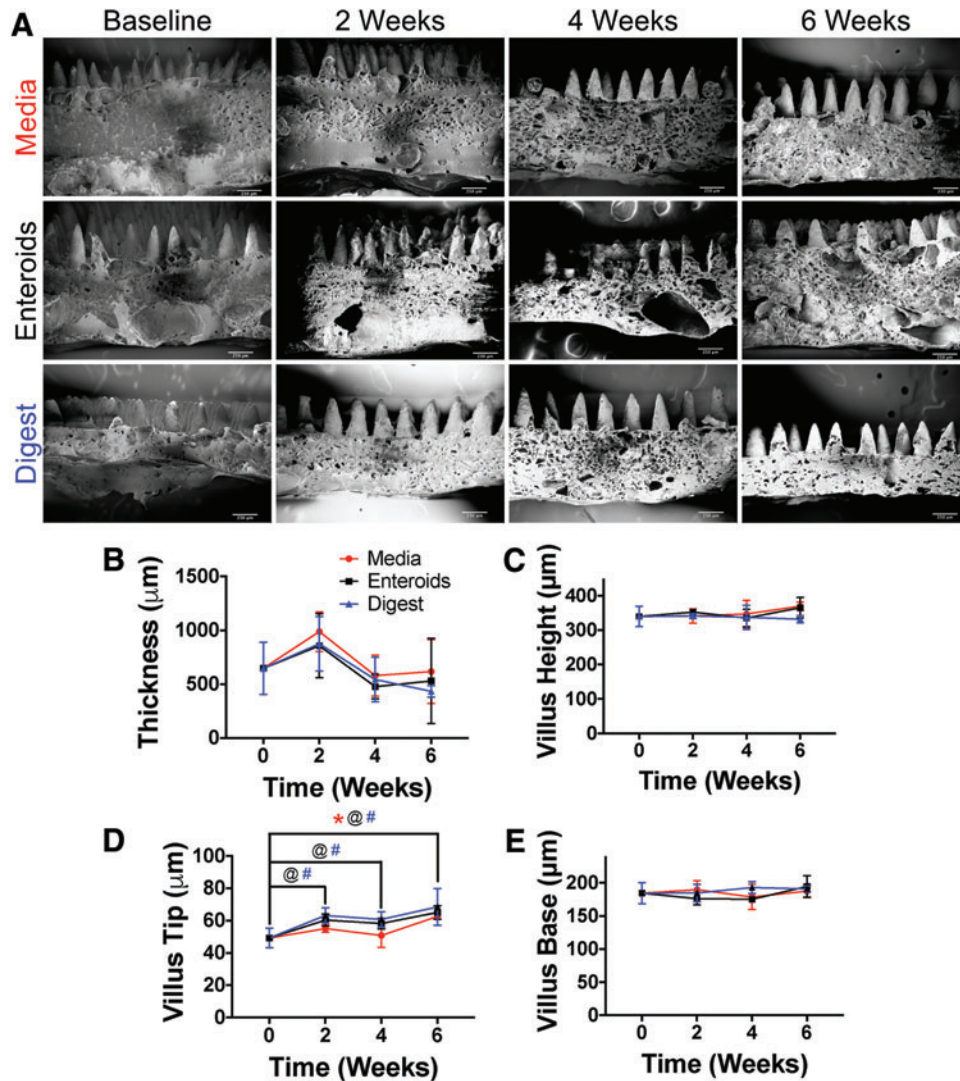 A
Baseline
2 Weeks
4 Weeks
6 Weeks
Media
Enteroids
Digest
B
Thickness (µm)
1500
1000
500
0
0 2 4 6
Time (Weeks)
Media
Enteroids
Digest
C
Villus Height (µm)
400
300
200
100
0
0 2 4 6
Time (Weeks)
D
Villus Tip (µm)
100
80
60
40
20
0
0 2 4 6
Time (Weeks)
* @ #
@ #
@ #
E
Villus Base (µm)
200
150
100
50
0
0 2 4 6
Time (Weeks)